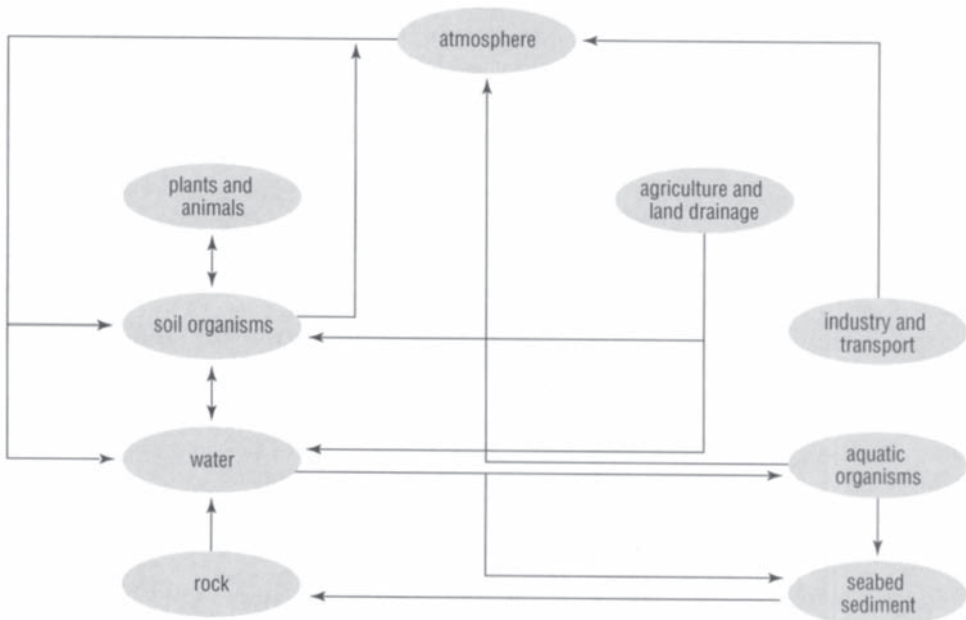 atmosphere
plants and
animals
agriculture and
land drainage
soil organisms
industry and
transport
water
aquatic
organisms
rock
seabed
sediment